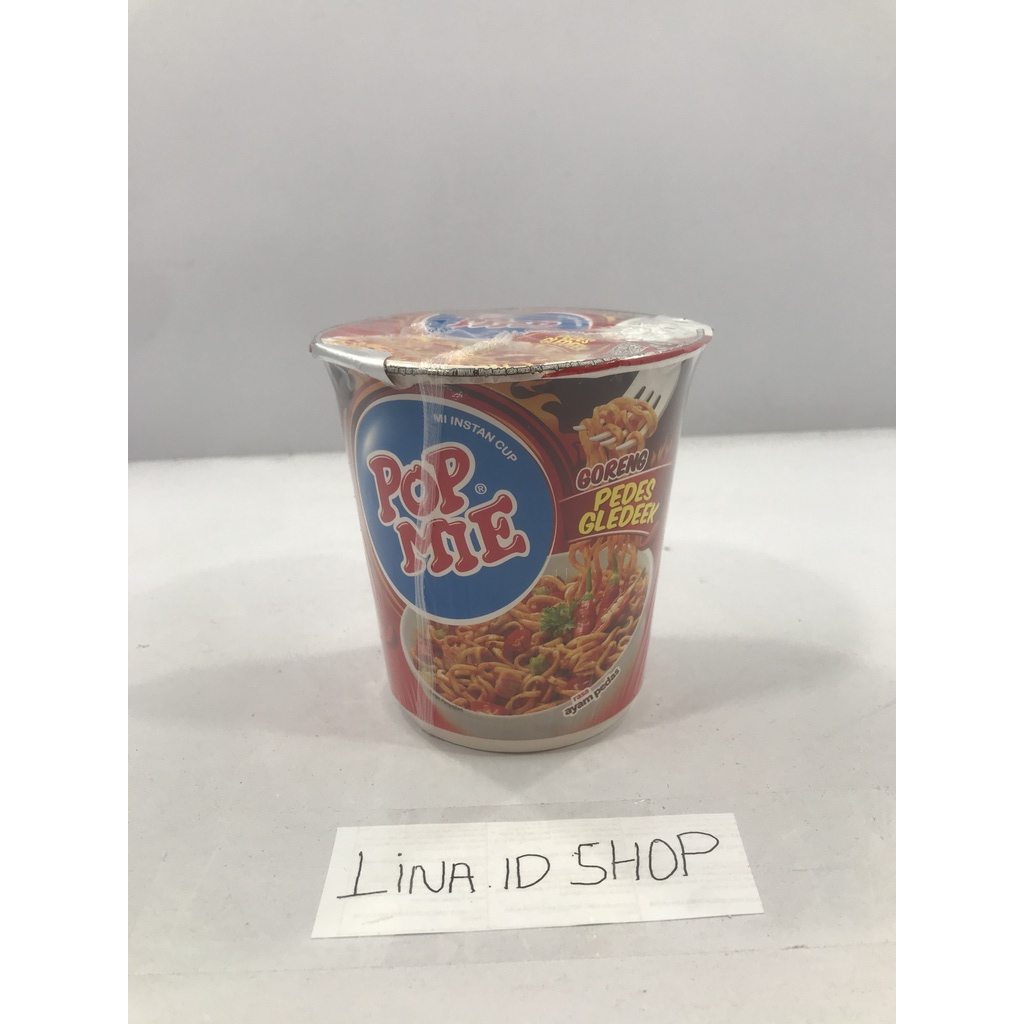 MI INSTAN CUP
POP
MIE
®
GORENG
PEDES
GLEDEEK
rasa
ayam pedas
LiNA.ID SHOP